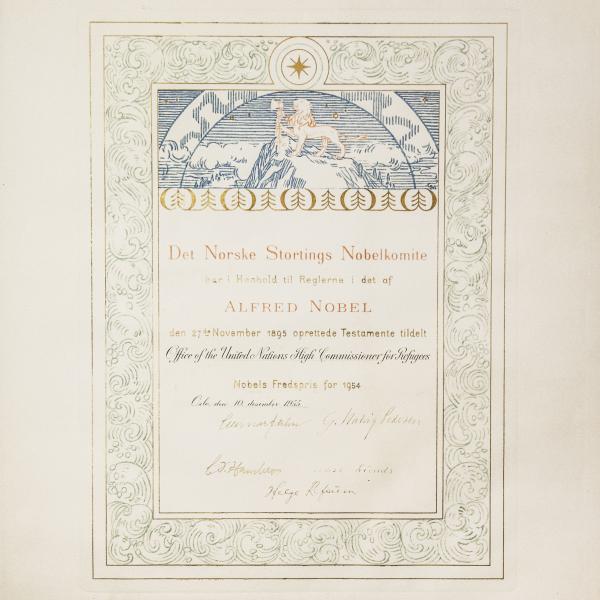 Det Norske Stortings Nobelkomite
har i Henhold til Reglerne i det af
ALFRED NOBEL
den 27de November 1895 oprettede Testamente tildelt
Office of the United Nations High Commissioner for Refugees
Nobels Fredspris for 1954
Oslo, den 10. desember 1955.